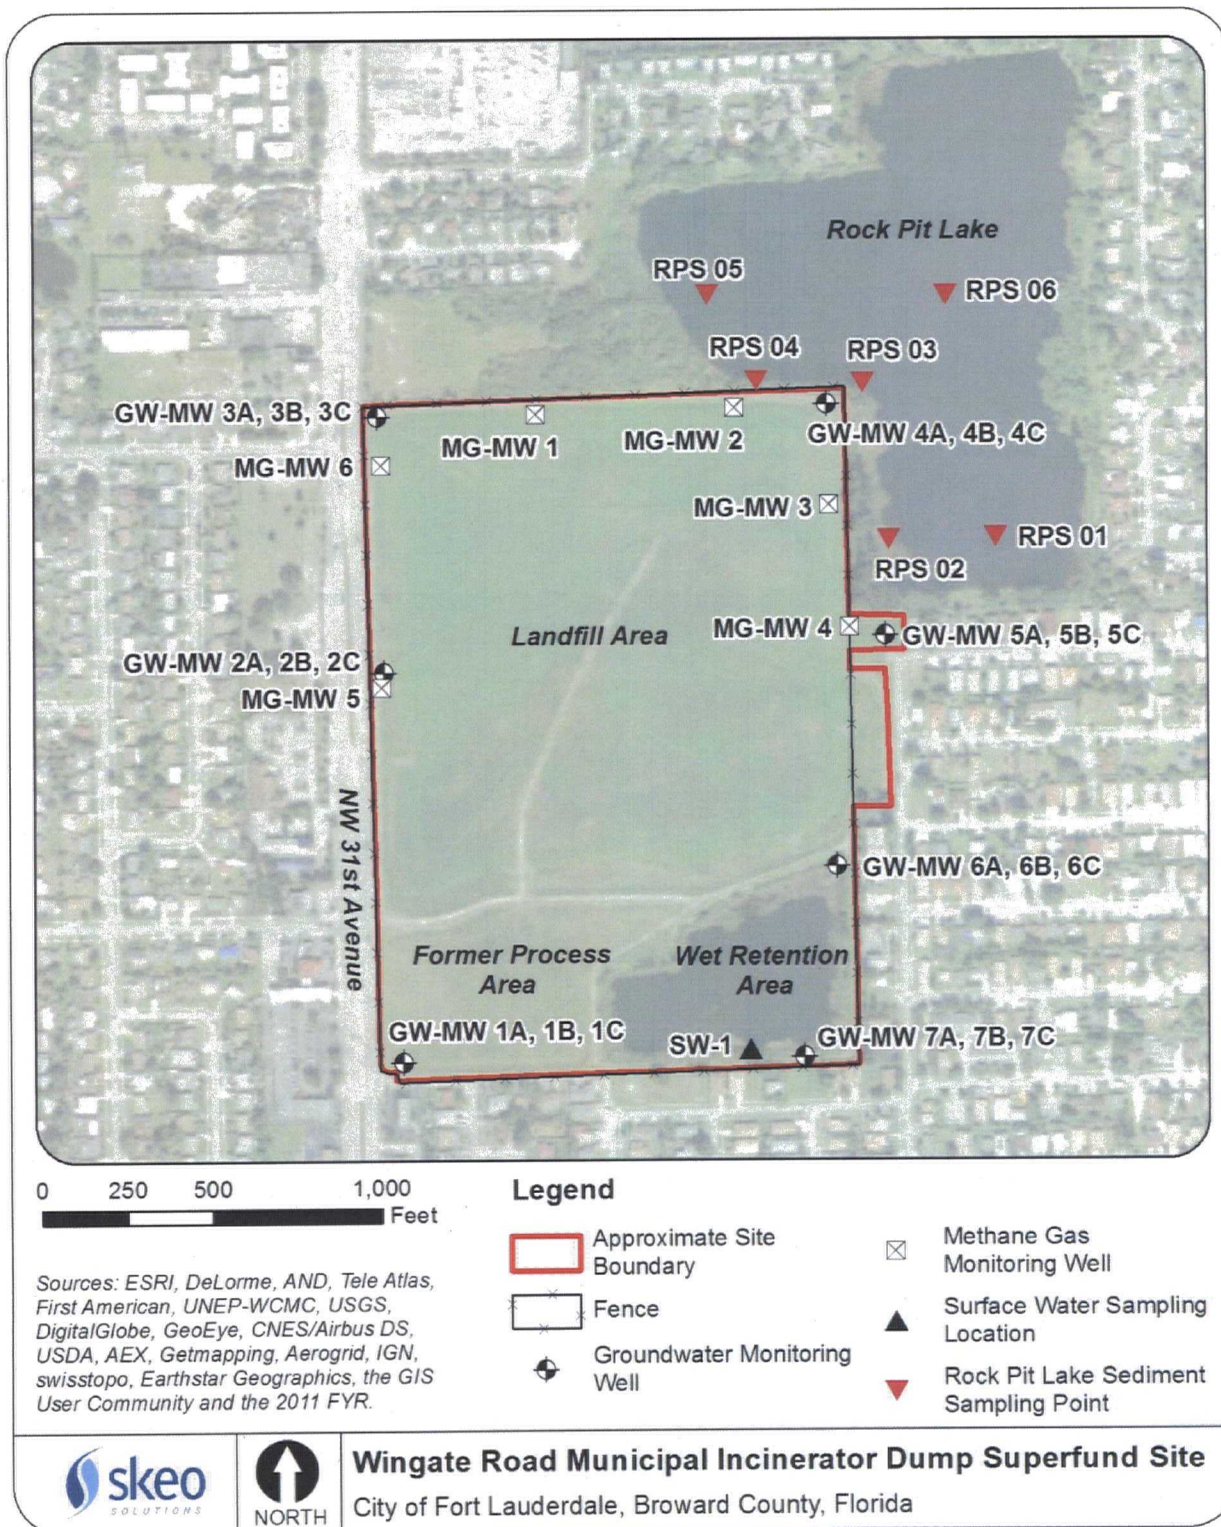 Rock Pit Lake
RPS 05
RPS 06
RPS 04
RPS 03
GW-MW 3A, 3B, 3C
MG-MW 1
MG-MW 2
GW-MW 4A, 4B, 4C
MG-MW 6
MG-MW 3
RPS 01
RPS 02
Landfill Area
MG-MW 4
GW-MW 5A, 5B, 5C
GW-MW 2A, 2B, 2C
MG-MW 5
NW 31st Avenue
GW-MW 6A, 6B, 6C
Former Process
Area
Wet Retention
Area
GW-MW 1A, 1B, 1C
SW-1
GW-MW 7A, 7B, 7C
0 250 500 1,000
Feet
Sources: ESRI, DeLorme, AND, Tele Atlas,
First American, UNEP-WCMC, USGS,
DigitalGlobe, GeoEye, CNES/Airbus DS,
USDA, AEX, Getmapping, Aerogrid, IGN,
swisstopo, Earthstar Geographics, the GIS
User Community and the 2011 FYR.
Legend
Approximate Site
Boundary
Fence
Groundwater Monitoring
Well
Methane Gas
Monitoring Well
Surface Water Sampling
Location
Rock Pit Lake Sediment
Sampling Point
skeo
SOLUTIONS
NORTH
Wingate Road Municipal Incinerator Dump Superfund Site
City of Fort Lauderdale, Broward County, Florida